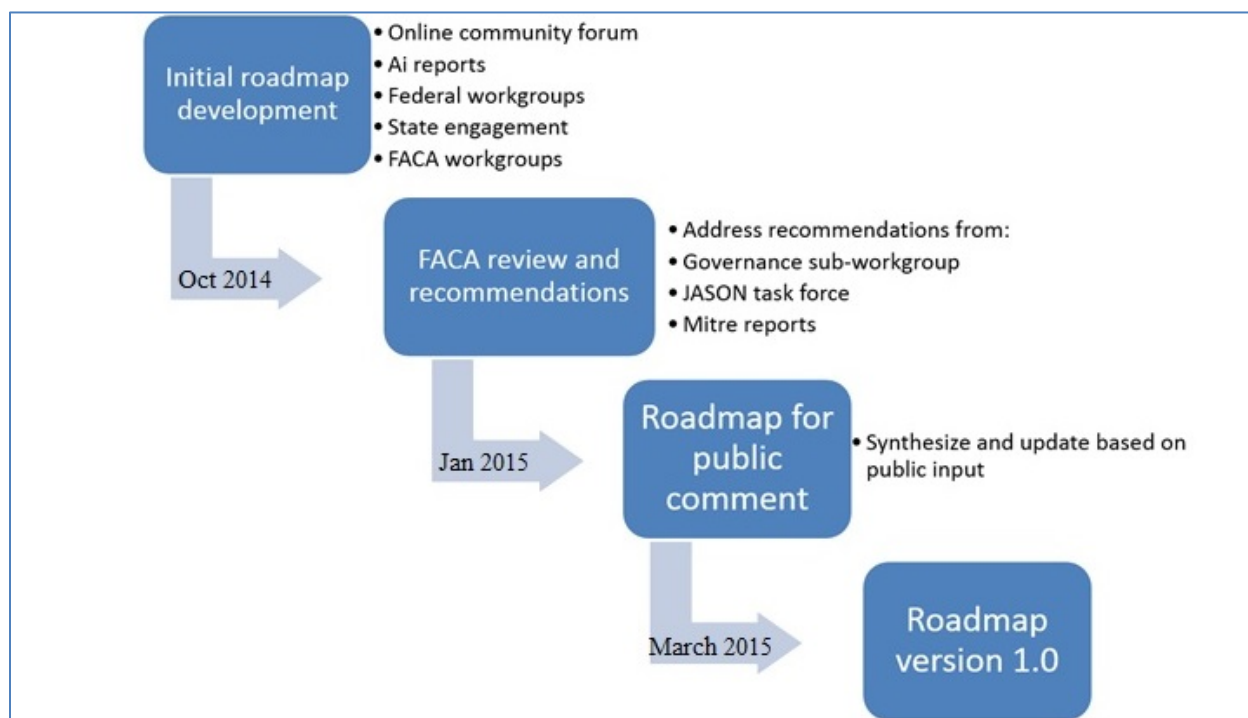 Initial roadmap
development
• Online community forum
• Ai reports
• Federal workgroups
• State engagement
• FACA workgroups
Oct 2014
FACA review and
recommendations
• Address recommendations from:
• Governance sub-workgroup
• JASON task force
• Mitre reports
Jan 2015
Roadmap for
public
comment
• Synthesize and update based on
public input
March 2015
Roadmap
version 1.0